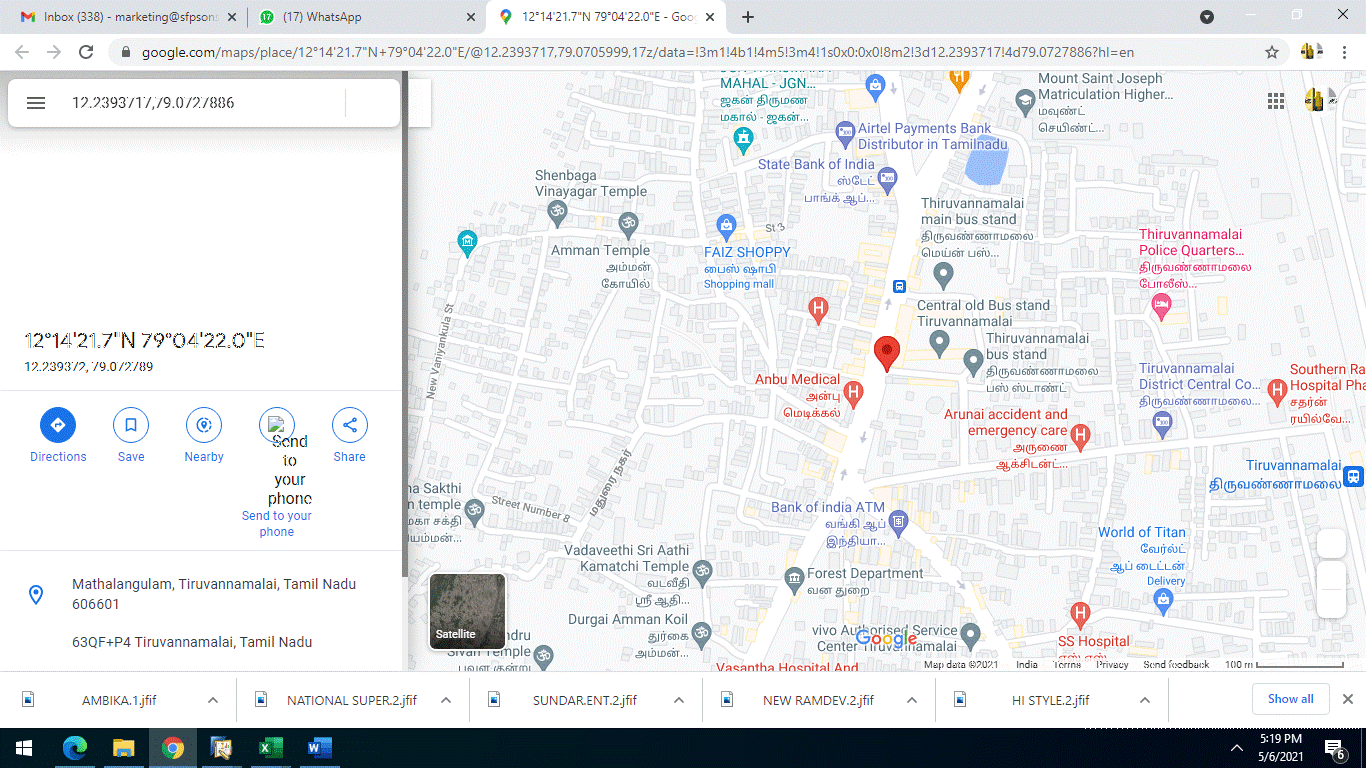 Inbox (338) - marketing@sfpsons
(17) WhatsApp
12°14'21.7"N 79°04'22.0"E - Goo
google.com/maps/place/12°14'21.7"N+79°04'22.0"E/@12.2393717,79.0705999,17z/data=!3m1!4b1!4m5!3m4!1s0x0:0x0!8m2!3d12.2393717!4d79.0727886?hl=en
12.2393717,79.0727886
12°14'21.7"N 79°04'22.0"E
12.239372, 79.072789
Directions
Save
Nearby
Send
to
your
phone
Send to your
phone
Share
Mathalangulam, Tiruvannamalai, Tamil Nadu
606601
63QF+P4 Tiruvannamalai, Tamil Nadu
MAHAL - JGN...
ஜகன் திருமண
மகால் - ஜகன்...
Mount Saint Joseph
Matriculation Higher...
மவுண்ட்
செயிண்ட்...
Airtel Payments Bank
Distributor in Tamilnadu
State Bank of India
ஸ்டேட்
பாங்க் ஆப்...
Shenbaga
Vinayagar Temple
Amman Temple
அம்மன்
கோயில்
St 3
FAIZ SHOPPY
பைஸ் ஷாபி
Shopping mall
Thiruvannamalai
main bus stand
திருவண்ணாமலை
மெய்ன் பஸ்...
Thiruvannamalai
Police Quarters...
திருவண்ணாமலை
போலீஸ்...
Central old Bus stand
Tiruvannamalai
Thiruvannamalai
bus stand
திருவண்ணாமலை
பஸ் ஸ்டாண்ட்
New Vaniyankula St
Anbu Medical
அன்பு
மெடிக்கல்
Thiruvannamalai
District Central Co...
திருவண்ணாமலை...
Southern Ra
Hospital Pha
சதர்ன்
ரயில்வே...
Arunai accident and
emergency care
அருணை
ஆக்சிடன்ட்...
Tiruvannamalai
திருவண்ணாமலை
மதுரை நகர்
Street Number 8
na Sakthi
n temple
மகா சக்தி
யம்மன்...
Bank of india ATM
வங்கி ஆப்
இந்தியா...
World of Titan
வேர்ல்ட்
ஆப் டைட்டன்
Delivery
Vadaveethi Sri Aathi
Kamatchi Temple
வடவீதி
ஸ்ரீ ஆதி...
Forest Department
வன துறை
Durgai Amman Koil
துர்கை
அம்மன்...
vivo Authorised Service
Center Tiruvannamalai
SS Hospital
Vasantha Hospital And
Satellite
Google
Map data ©2021
India
Terms
Privacy
Send feedback
100 m
AMBIKA.1.jfif
NATIONAL SUPER.2.jfif
SUNDAR.ENT.2.jfif
NEW RAMDEV.2.jfif
HI STYLE.2.jfif
Show all
5:19 PM
5/6/2021
6